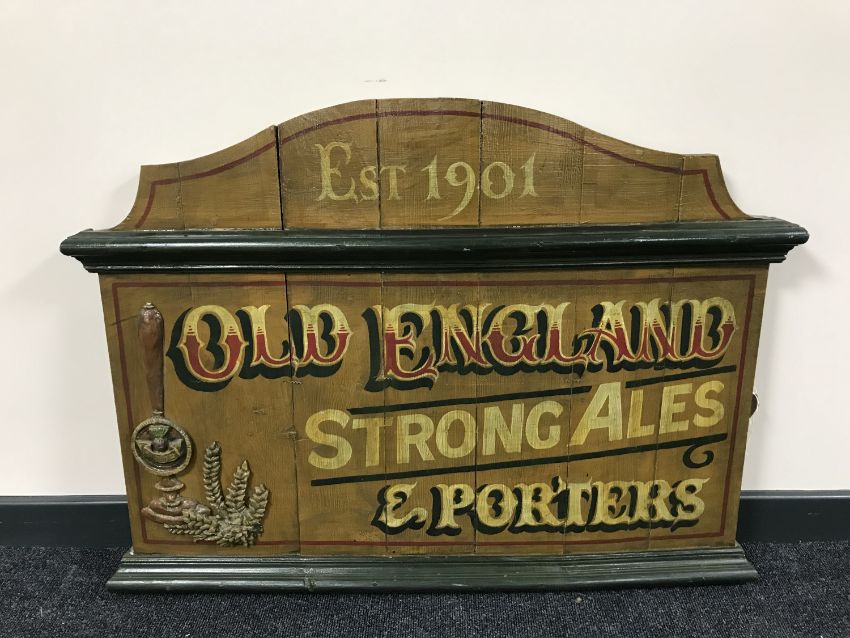 Est 1901
Old England
Strong Ales
& Porters